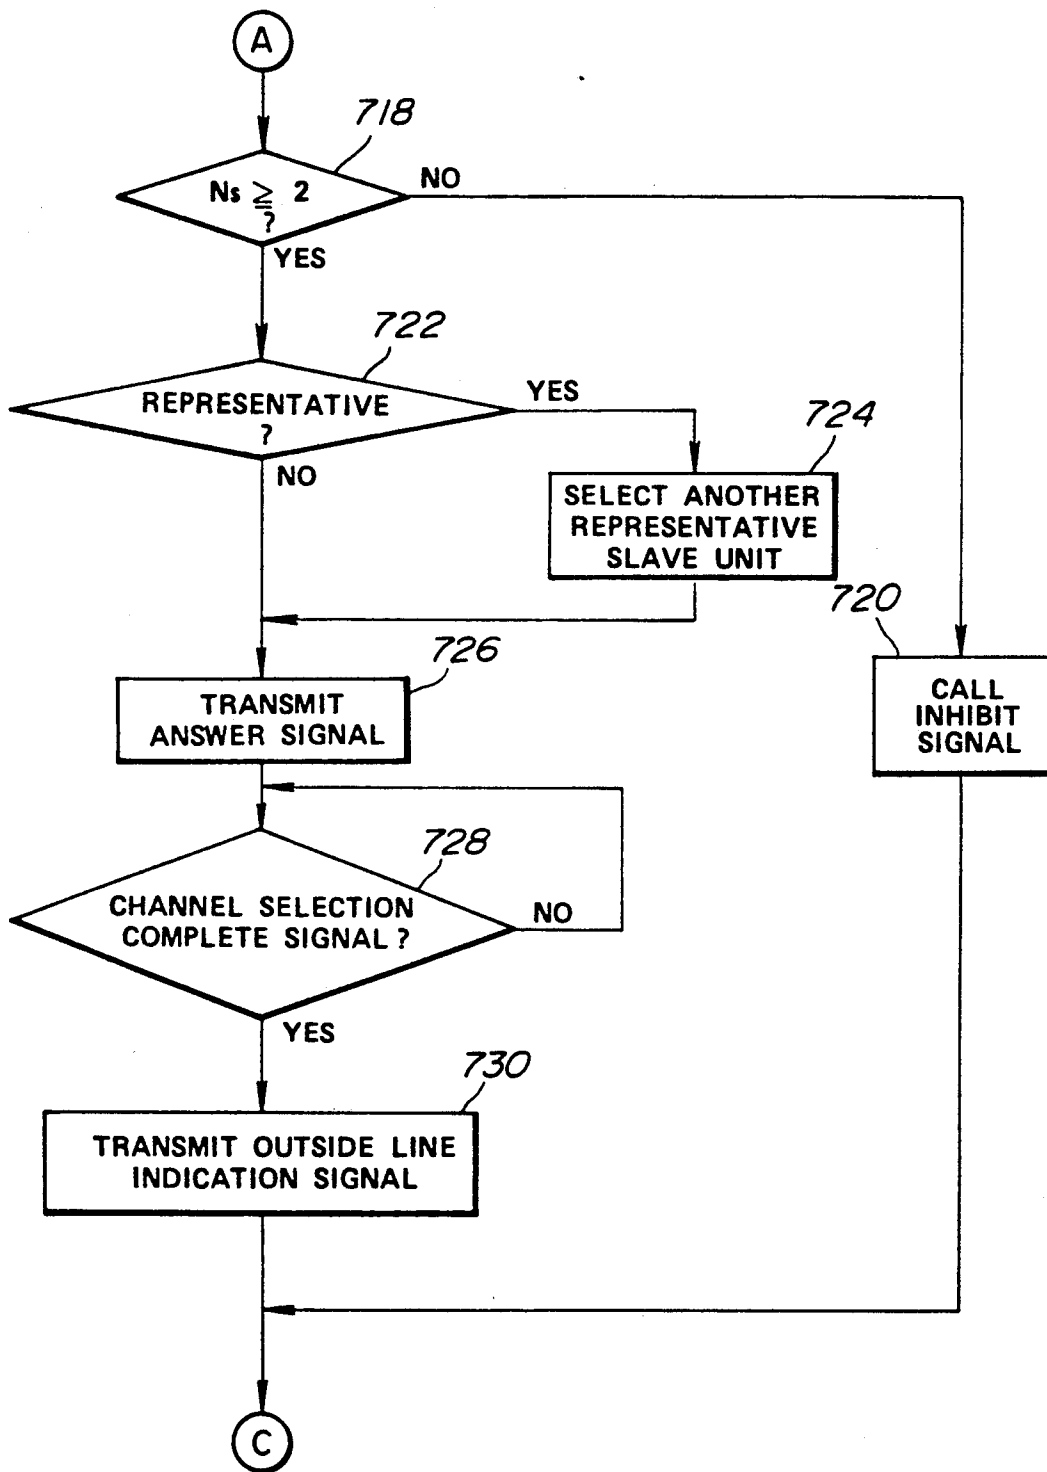 A
718
Ns ≧ 2
?
NO
YES
722
REPRESENTATIVE
?
YES
NO
724
SELECT ANOTHER
REPRESENTATIVE
SLAVE UNIT
720
CALL
INHIBIT
SIGNAL
726
TRANSMIT
ANSWER SIGNAL
728
CHANNEL SELECTION
COMPLETE SIGNAL ?
NO
YES
730
TRANSMIT OUTSIDE LINE
INDICATION SIGNAL
C